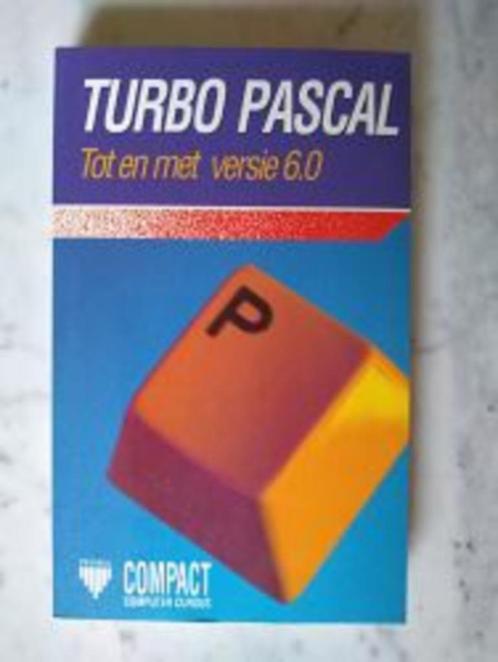 TURBO PASCAL
Tot en met versie 6.0
P
COMPACT
COMPUTER CURSUS